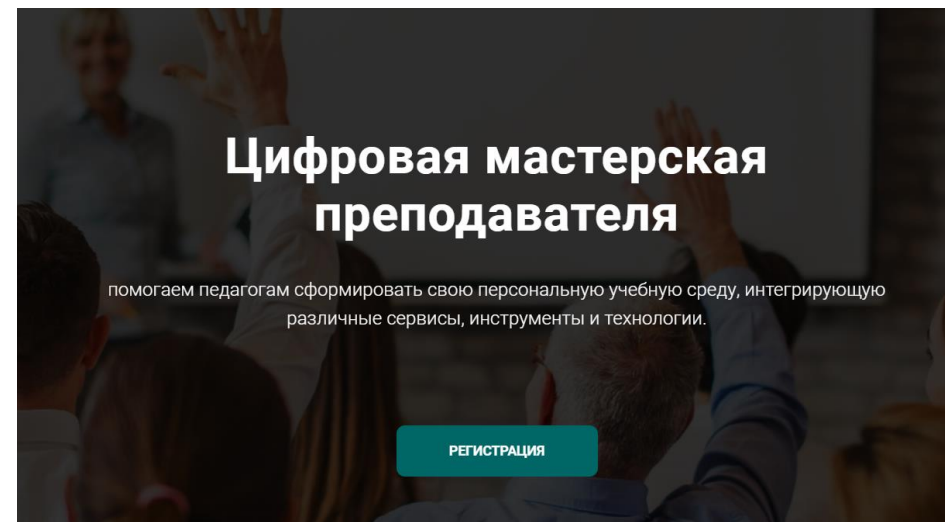 Цифровая мастерская
преподавателя
помогаем педагогам сформировать свою персональную учебную среду, интегрирующую
различные сервисы, инструменты и технологии.
РЕГИСТРАЦИЯ